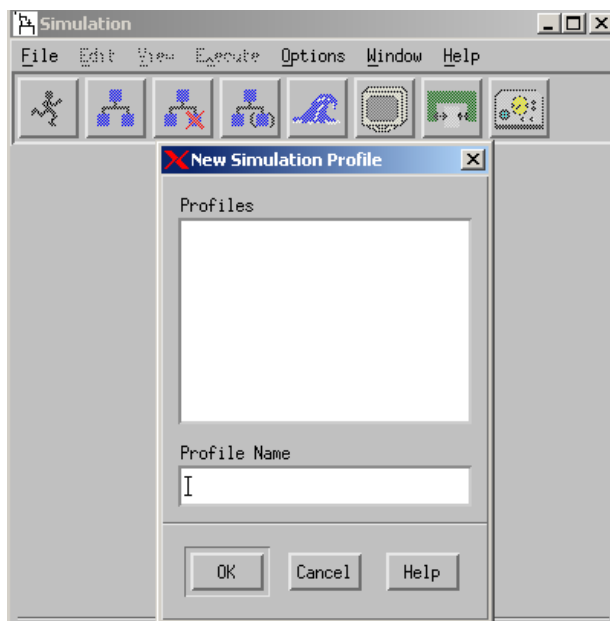 Simulation
File Edit View Execute Options Window Help
New Simulation Profile
Profiles
Profile Name
OK Cancel Help